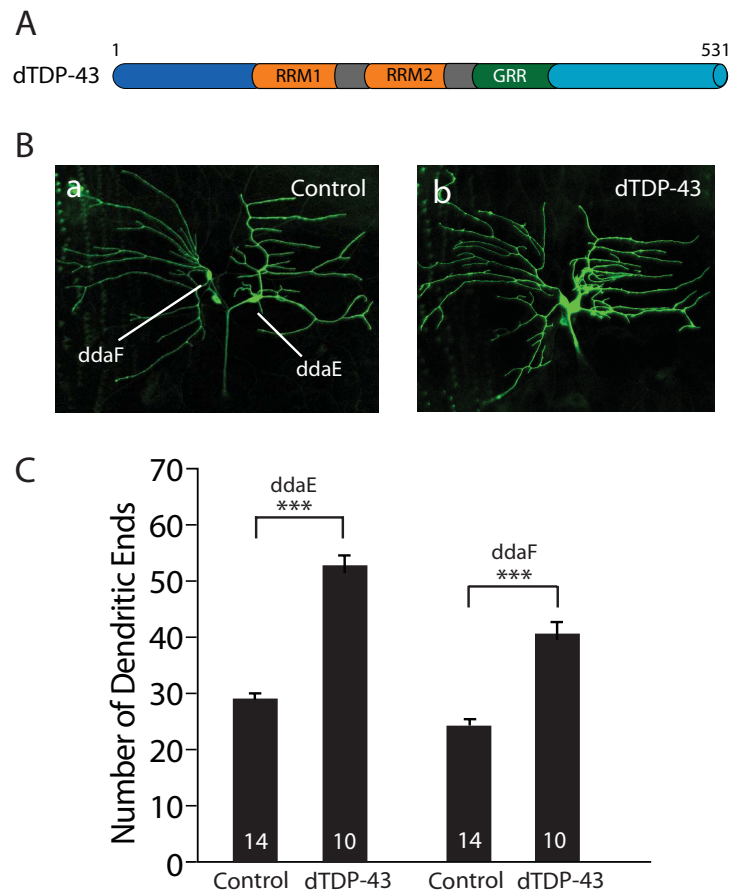 A
1 531
dTDP-43 RRM1 RRM2 GRR
B
a Control
ddaF
ddaE
b dTDP-43
C
Number of Dendritic Ends
70
60
50
40
30
20
10
0
ddaE
***
ddaF
***
14 10 14 10
Control dTDP-43 Control dTDP-43